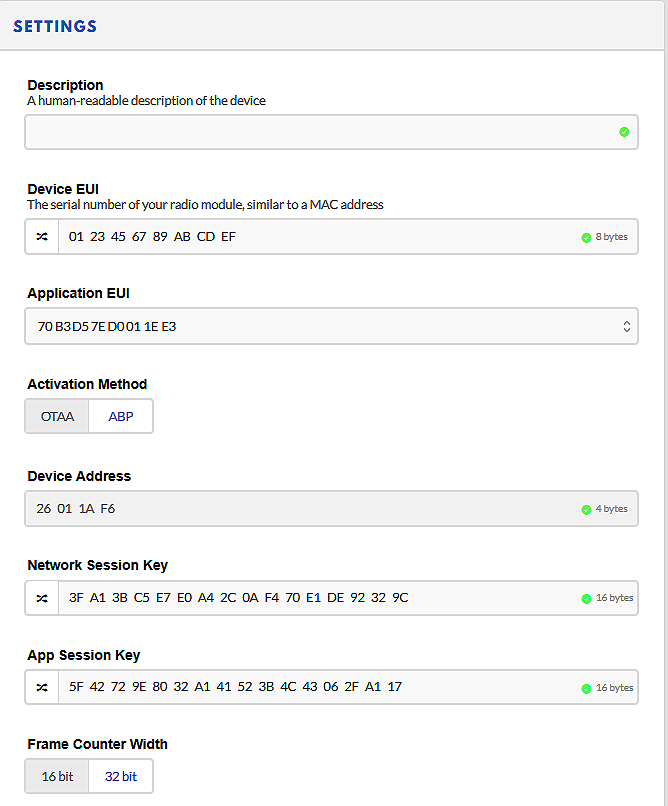 SETTINGS
Description
A human-readable description of the device
Device EUI
The serial number of your radio module, similar to a MAC address
01 23 45 67 89 AB CD EF 8 bytes
Application EUI
70 B3 D5 7E D0 01 1E E3
Activation Method
OTAA ABP
Device Address
26 01 1A F6 4 bytes
Network Session Key
3F A1 3B C5 E7 E0 A4 2C 0A F4 70 E1 DE 92 32 9C 16 bytes
App Session Key
5F 42 72 9E 80 32 A1 41 52 3B 4C 43 06 2F A1 17 16 bytes
Frame Counter Width
16 bit 32 bit